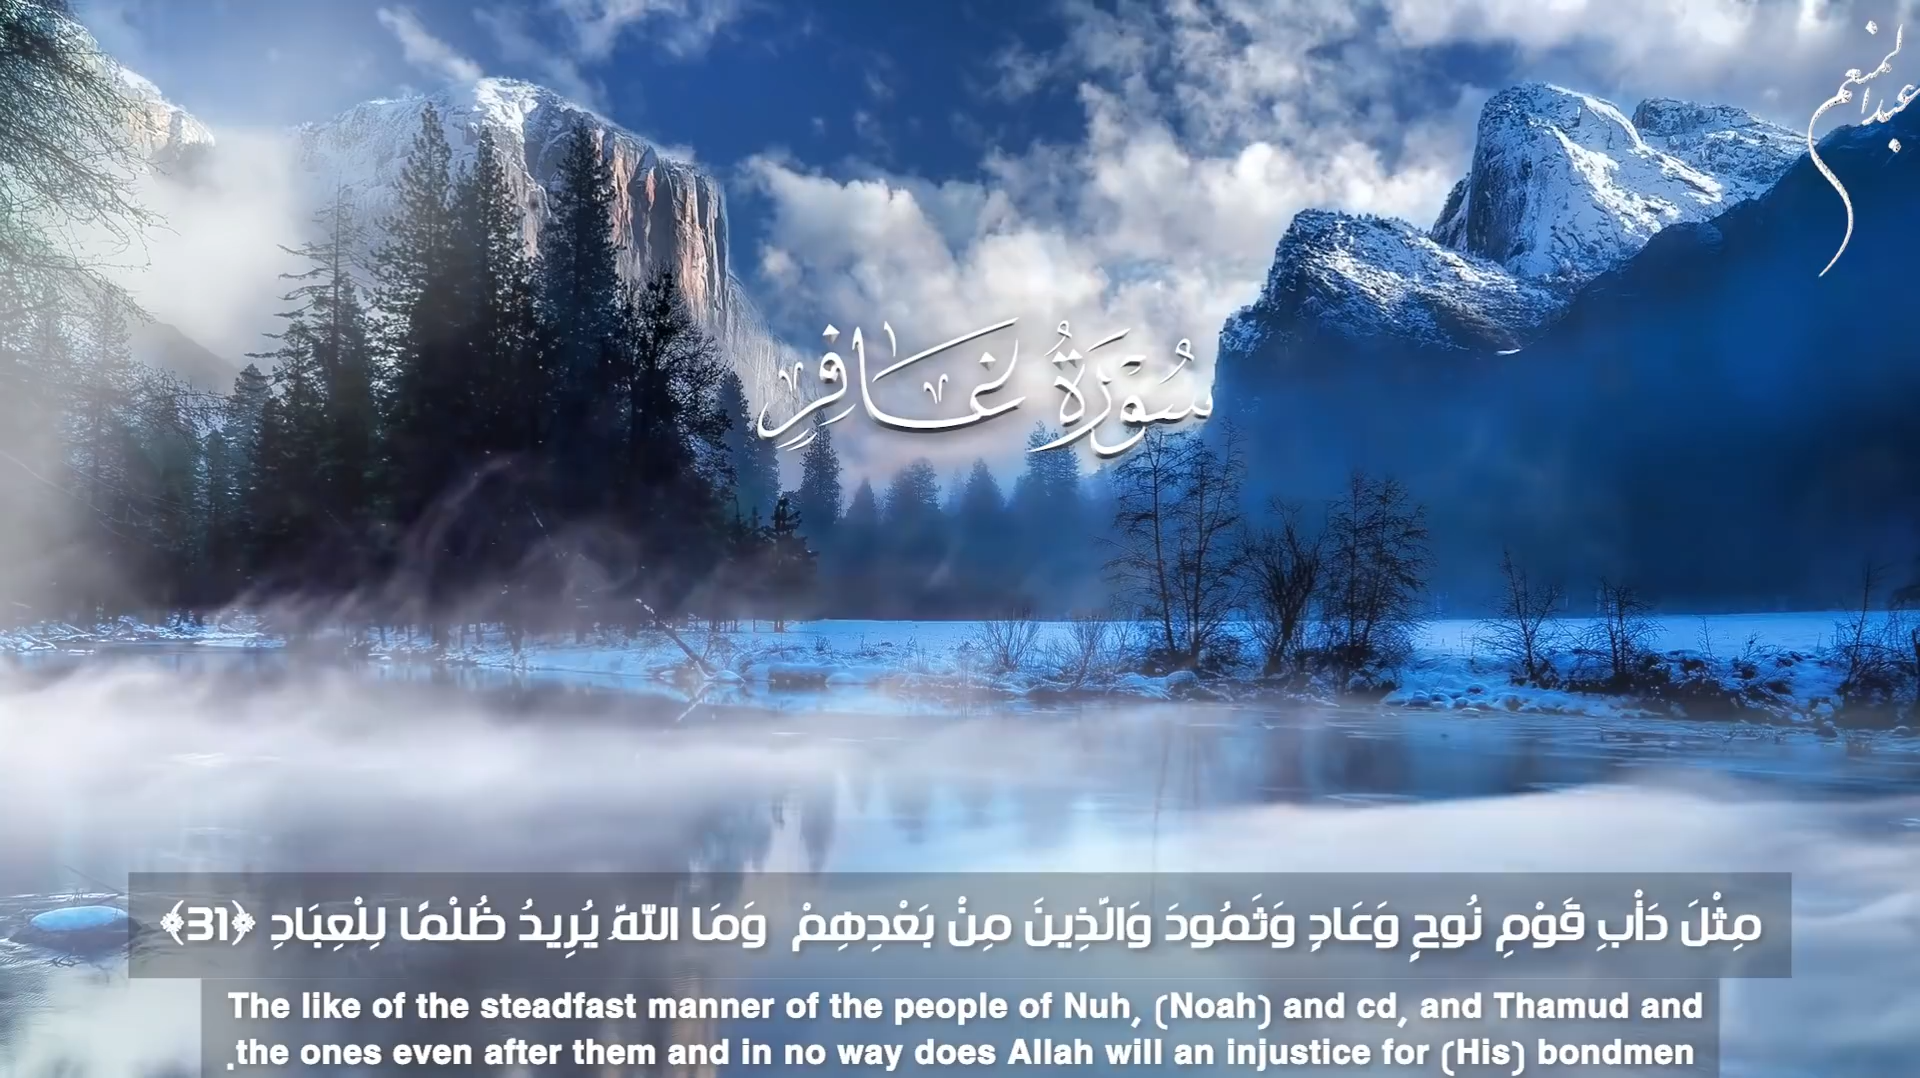 عبدالمنعم
سُورَةُ غَافِرٍ
مِثْلَ دَأْبِ قَوْمِ نُوحٍ وَعَادٍ وَثَمُودَ وَالَّذِينَ مِنْ بَعْدِهِمْ وَمَا اللَّهُ يُرِيدُ ظُلْمًا لِلْعِبَادِ ﴿31﴾
The like of the steadfast manner of the people of Nuh, (Noah) and cd, and Thamud and
.the ones even after them and in no way does Allah will an injustice for (His) bondmen